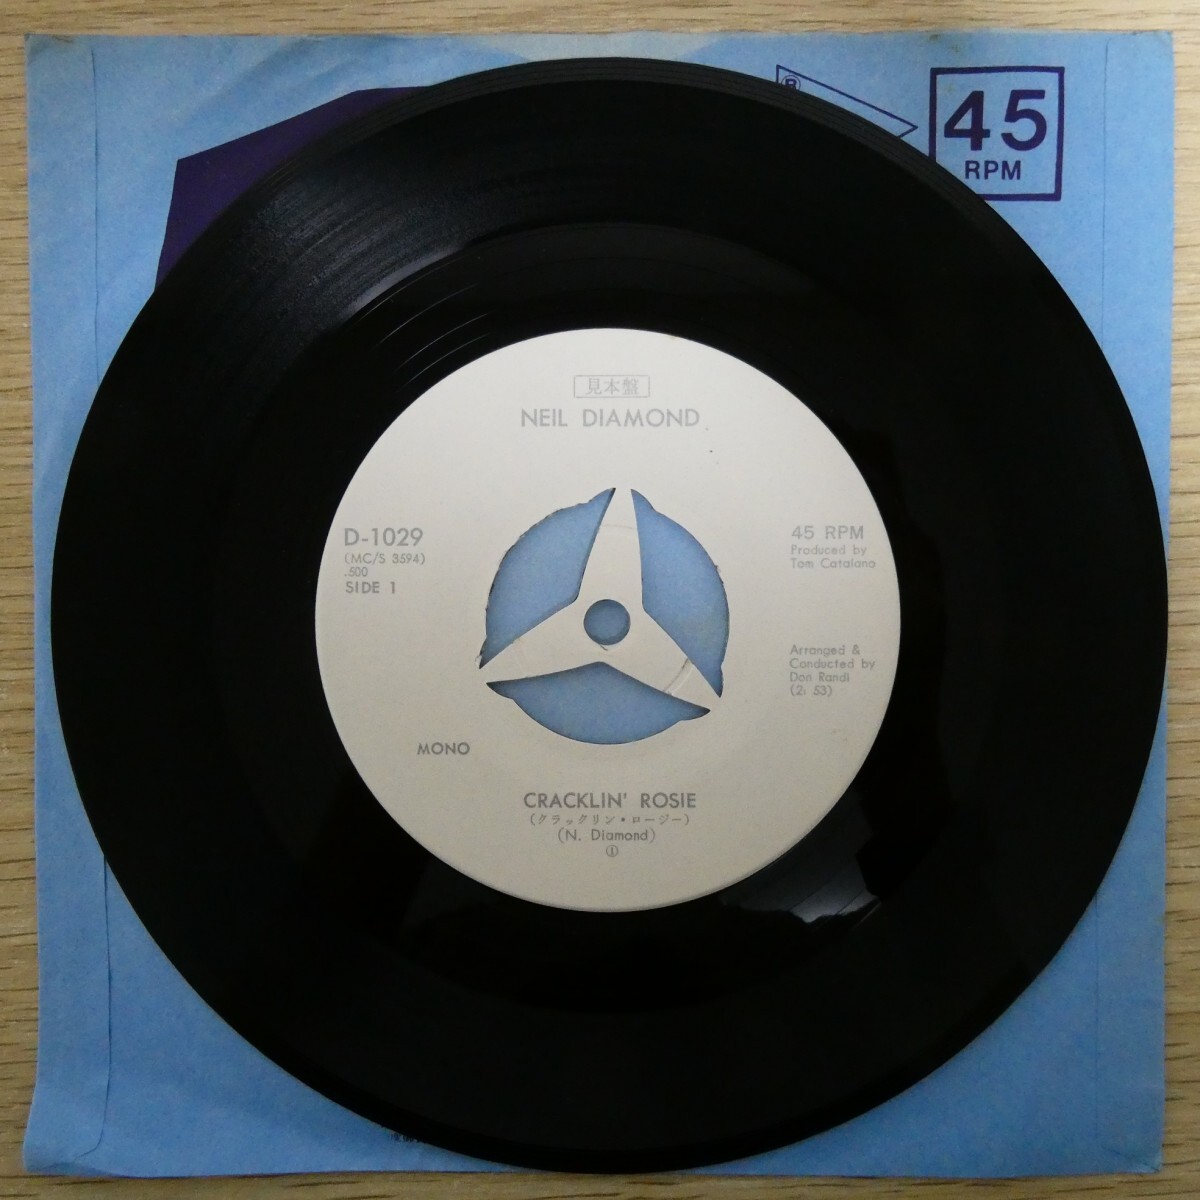 ®
45
RPM
見本盤
NEIL DIAMOND
D-1029
(MC/S 3594)
.500
SIDE 1
45 RPM
Produced by
Tom Catalano
Arranged &
Conducted by
Don Randi
(2: 53)
MONO
CRACKLIN' ROSIE
(クラックリン・ロージー)
(N. Diamond)